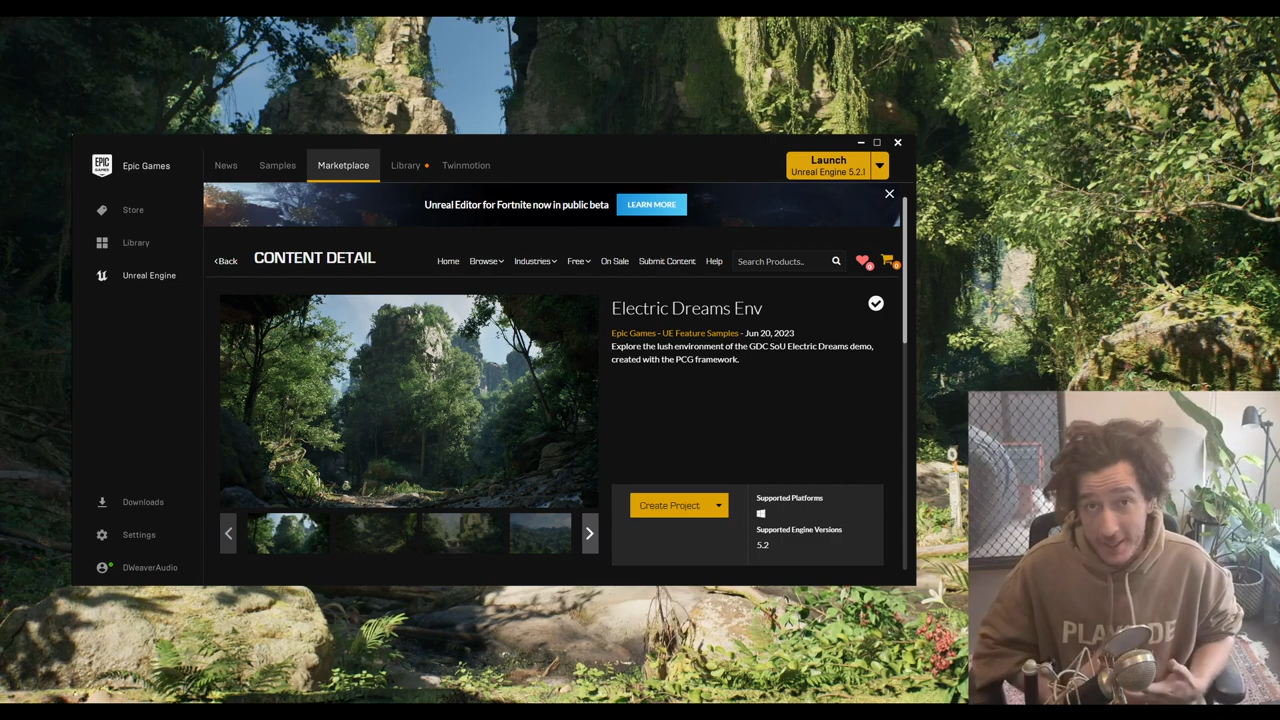 EPIC GAMES
Epic Games
News
Samples
Marketplace
Library
Twinmotion
Launch
Unreal Engine 5.2.1
Store
Library
Unreal Engine
Downloads
Settings
DWeaverAudio
Unreal Editor for Fortnite now in public beta
LEARN MORE
Back
CONTENT DETAIL
Home
Browse
Industries
Free
On Sale
Submit Content
Help
Search Products..
0
0
Electric Dreams Env
Epic Games - UE Feature Samples - Jun 20, 2023
Explore the lush environment of the GDC SoU Electric Dreams demo,
created with the PCG framework.
Create Project
Supported Platforms
Supported Engine Versions
5.2